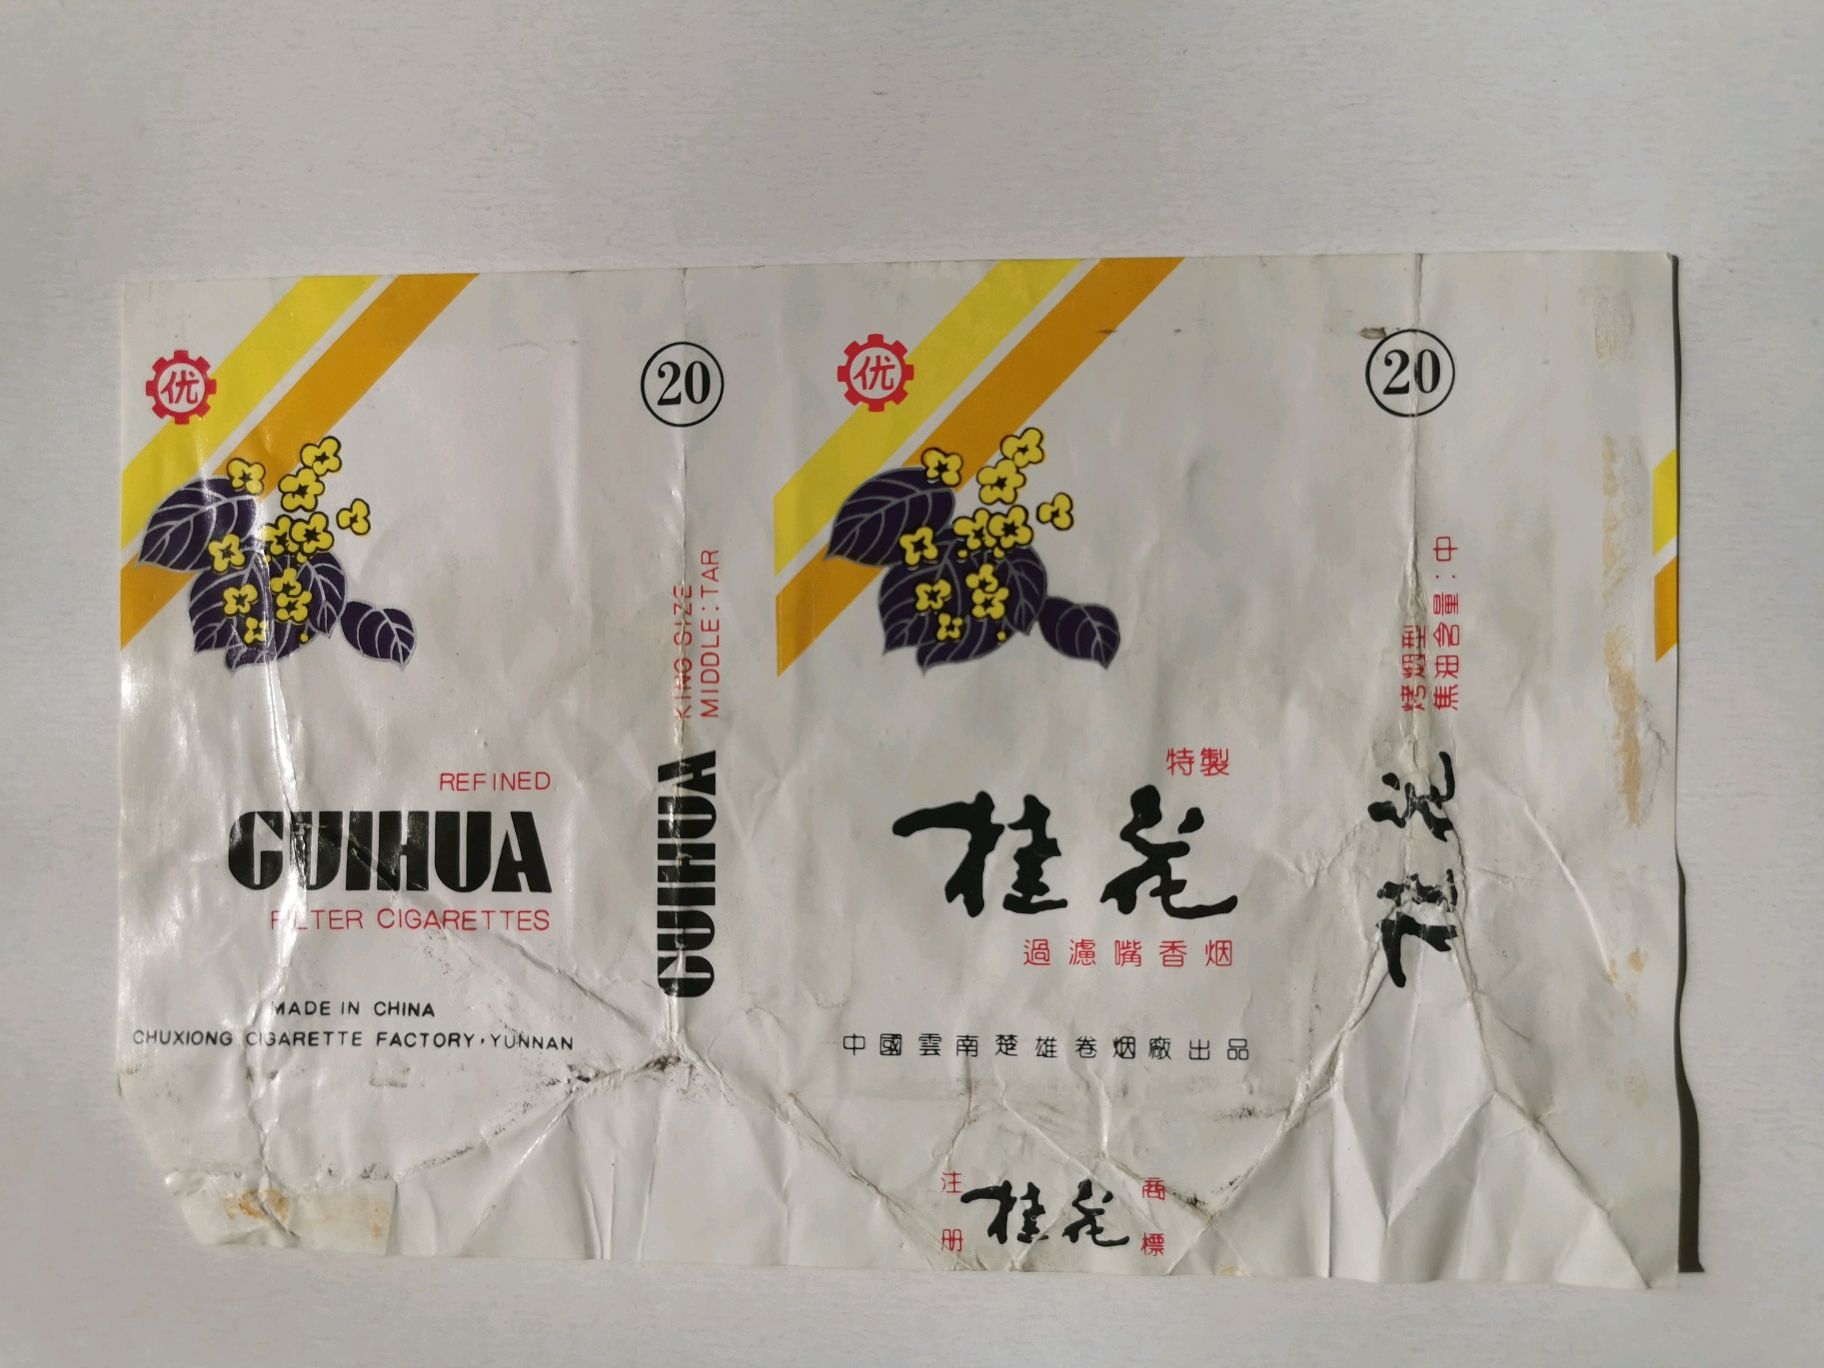 优
REFINED
GUIHUA
FILTER CIGARETTES
MADE IN CHINA
CHUXIONG CIGARETTE FACTORY·YUNNAN
20
KING SIZE
MIDDLE:TAR
GUIHUA
优
特製
桂花
過濾嘴香烟
中國雲南楚雄卷烟廠出品
注册
桂花
商標
20
烤烟型
焦油含量:中
桂花